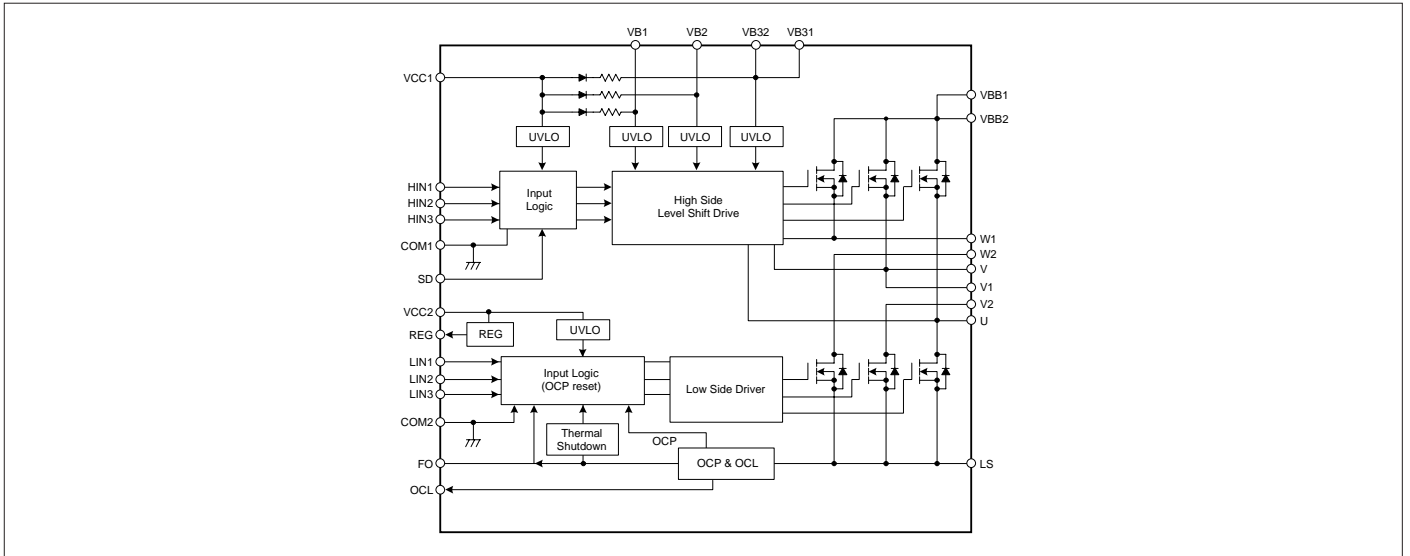 VB1 VB2 VB32 VB31
VCC1
VBB1
VBB2
UVLO UVLO UVLO UVLO
HIN1
HIN2
HIN3
Input
Logic
High Side
Level Shift Drive
COM1
SD
W1
W2
V
V1
V2
U
VCC2
REG
REG
UVLO
LIN1
LIN2
LIN3
Input Logic
(OCP reset)
Low Side Driver
COM2
Thermal
Shutdown
OCP
FO
OCP & OCL
LS
OCL